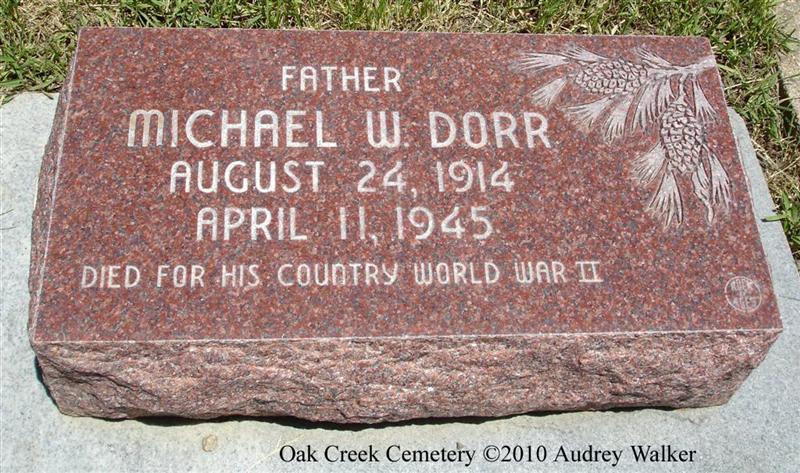 FATHER
MICHAEL W. DORR
AUGUST 24, 1914
APRIL 11, 1945
DIED FOR HIS COUNTRY WORLD WAR II
Oak Creek Cemetery ©2010 Audrey Walker